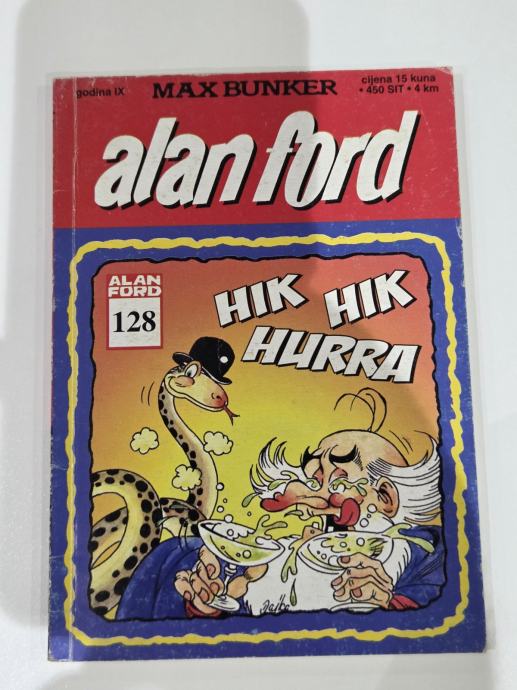 godina IX
MAX BUNKER
cijena 15 kuna
• 450 SIT • 4 km
alan ford
ALAN
FORD
128
HIK HIK
HURRA